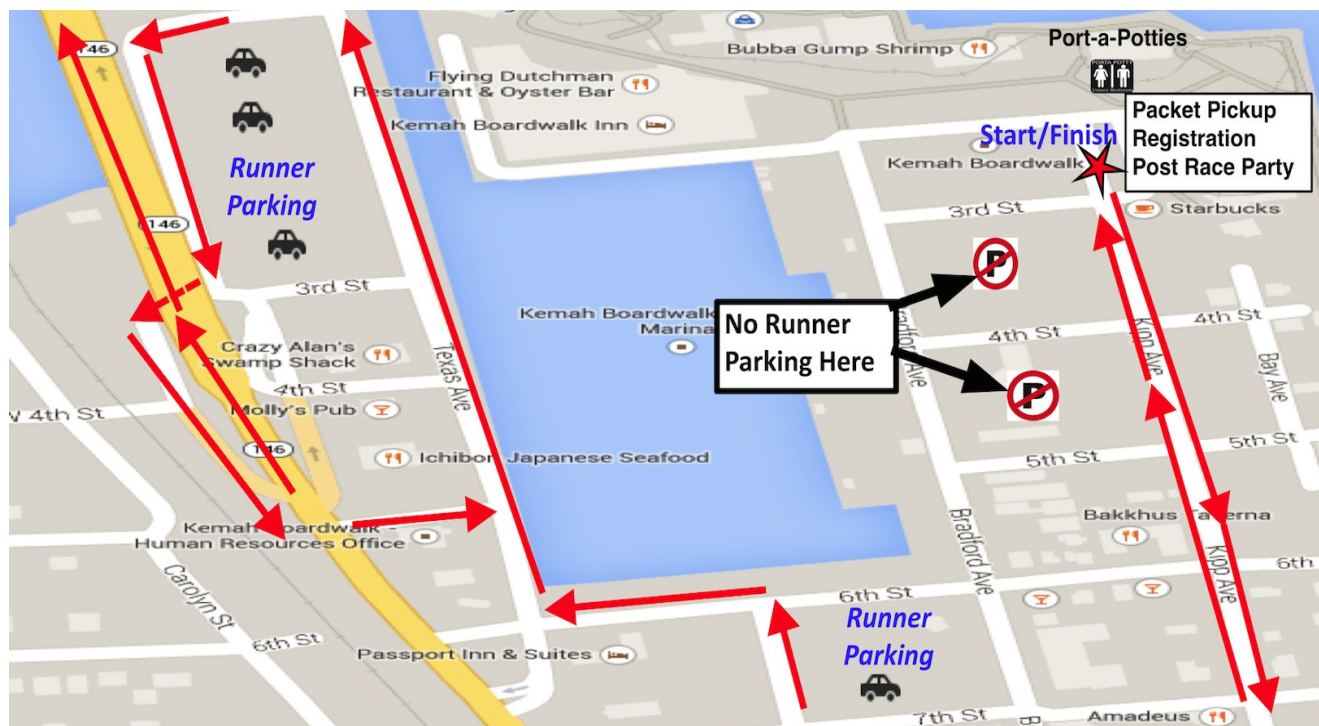 146
Bubba Gump Shrimp
Port-a-Potties
PORTA POTTY
Flying Dutchman
Restaurant & Oyster Bar
Kemah Boardwalk Inn
Start/Finish
Kemah Boardwalk
Packet Pickup
Registration
Post Race Party
Runner
Parking
3rd St
Starbucks
146
3rd St
Kemah Boardwalk
Marina
No Runner
Parking Here
P
P
Bradford Ave
4th St
4th St
Kipp Ave
Bay Ave
Crazy Alan's
Swamp Shack
Texas Ave
4th St
W 4th St
Molly's Pub
146
Ichibon Japanese Seafood
5th St
5th St
Kemah Boardwalk -
Human Resources Office
Bradford Ave
Bakkhus Taverna
Kipp Ave
Carolyn St
6th St
6th St
6th
Passport Inn & Suites
Runner
Parking
7th St
B
Amadeus